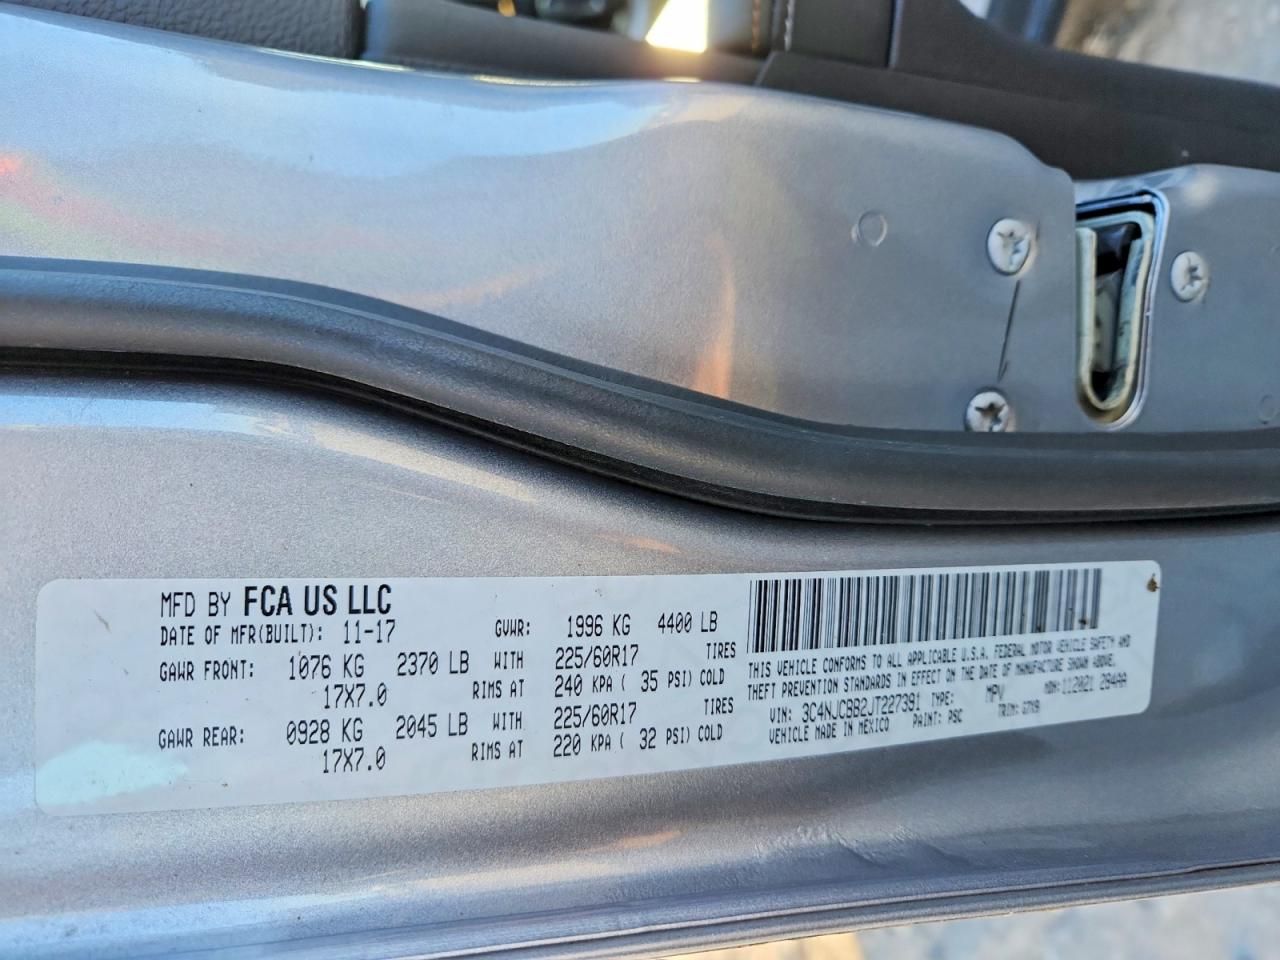 MFD BY FCA US LLC
DATE OF MFR(BUILT): 11-17 GVWR: 1996 KG 4400 LB
GAWR FRONT: 1076 KG 2370 LB WITH 225/60R17 TIRES
17X7.0 RIMS AT 240 KPA ( 35 PSI) COLD
GAWR REAR: 0928 KG 2045 LB WITH 225/60R17 TIRES
17X7.0 RIMS AT 220 KPA ( 32 PSI) COLD
THIS VEHICLE CONFORMS TO ALL APPLICABLE U.S.A. FEDERAL MOTOR VEHICLE SAFETY AND
THEFT PREVENTION STANDARDS IN EFFECT ON THE DATE OF MANUFACTURE SHOWN ABOVE.
VIN: 3C4NJCBB2JT227391 TYPE: MPV MDH: 112021 284AA
VEHICLE MADE IN MEXICO PAINT: PSC TRIM: